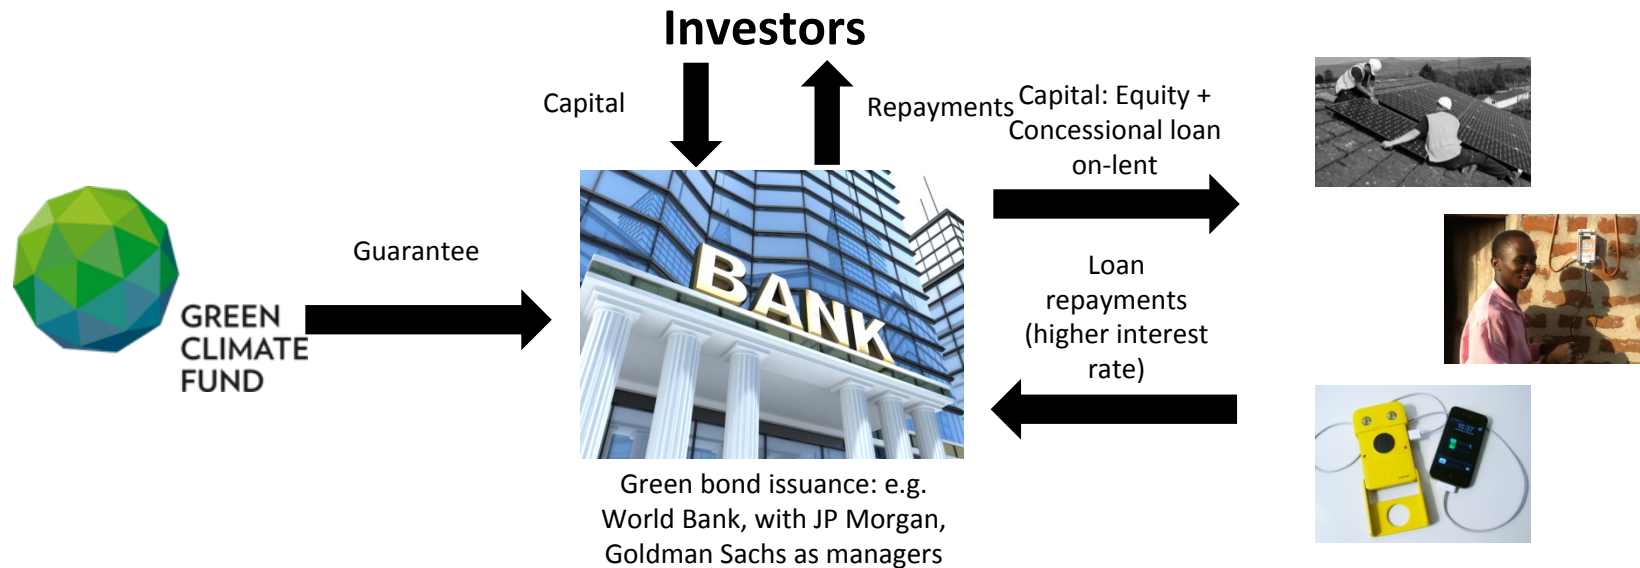 Investors
Capital
Repayments
Capital: Equity +
Concessional loan
on-lent
Guarantee
GREEN
CLIMATE
FUND
BANK
Loan
repayments
(higher interest
rate)
Green bond issuance: e.g.
World Bank, with JP Morgan,
Goldman Sachs as managers